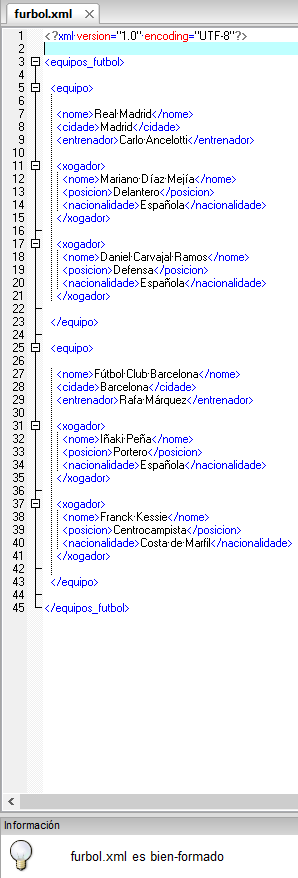 furbol.xml
1 <?xml version="1.0" encoding="UTF-8"?>
2
3 <equipos_futbol>
4
5 <equipo>
6
7 <nome>Real Madrid</nome>
8 <cidade>Madrid</cidade>
9 <entrenador>Carlo Ancelotti</entrenador>
10
11 <xogador>
12 <nome>Mariano Díaz Mejía</nome>
13 <posicion>Delantero</posicion>
14 <nacionalidade>Española</nacionalidade>
15 </xogador>
16
17 <xogador>
18 <nome>Daniel Carvajal Ramos</nome>
19 <posicion>Defensa</posicion>
20 <nacionalidade>Española</nacionalidade>
21 </xogador>
22
23 </equipo>
24
25 <equipo>
26
27 <nome>Fútbol Club Barcelona</nome>
28 <cidade>Barcelona</cidade>
29 <entrenador>Rafa Márquez</entrenador>
30
31 <xogador>
32 <nome>Iñaki Peña</nome>
33 <posicion>Portero</posicion>
34 <nacionalidade>Española</nacionalidade>
35 </xogador>
36
37 <xogador>
38 <nome>Franck Kessie</nome>
39 <posicion>Centrocampista</posicion>
40 <nacionalidade>Costa de Marfíl</nacionalidade>
41 </xogador>
42
43 </equipo>
44
45 </equipos_futbol>
Información
furbol.xml es bien-formado